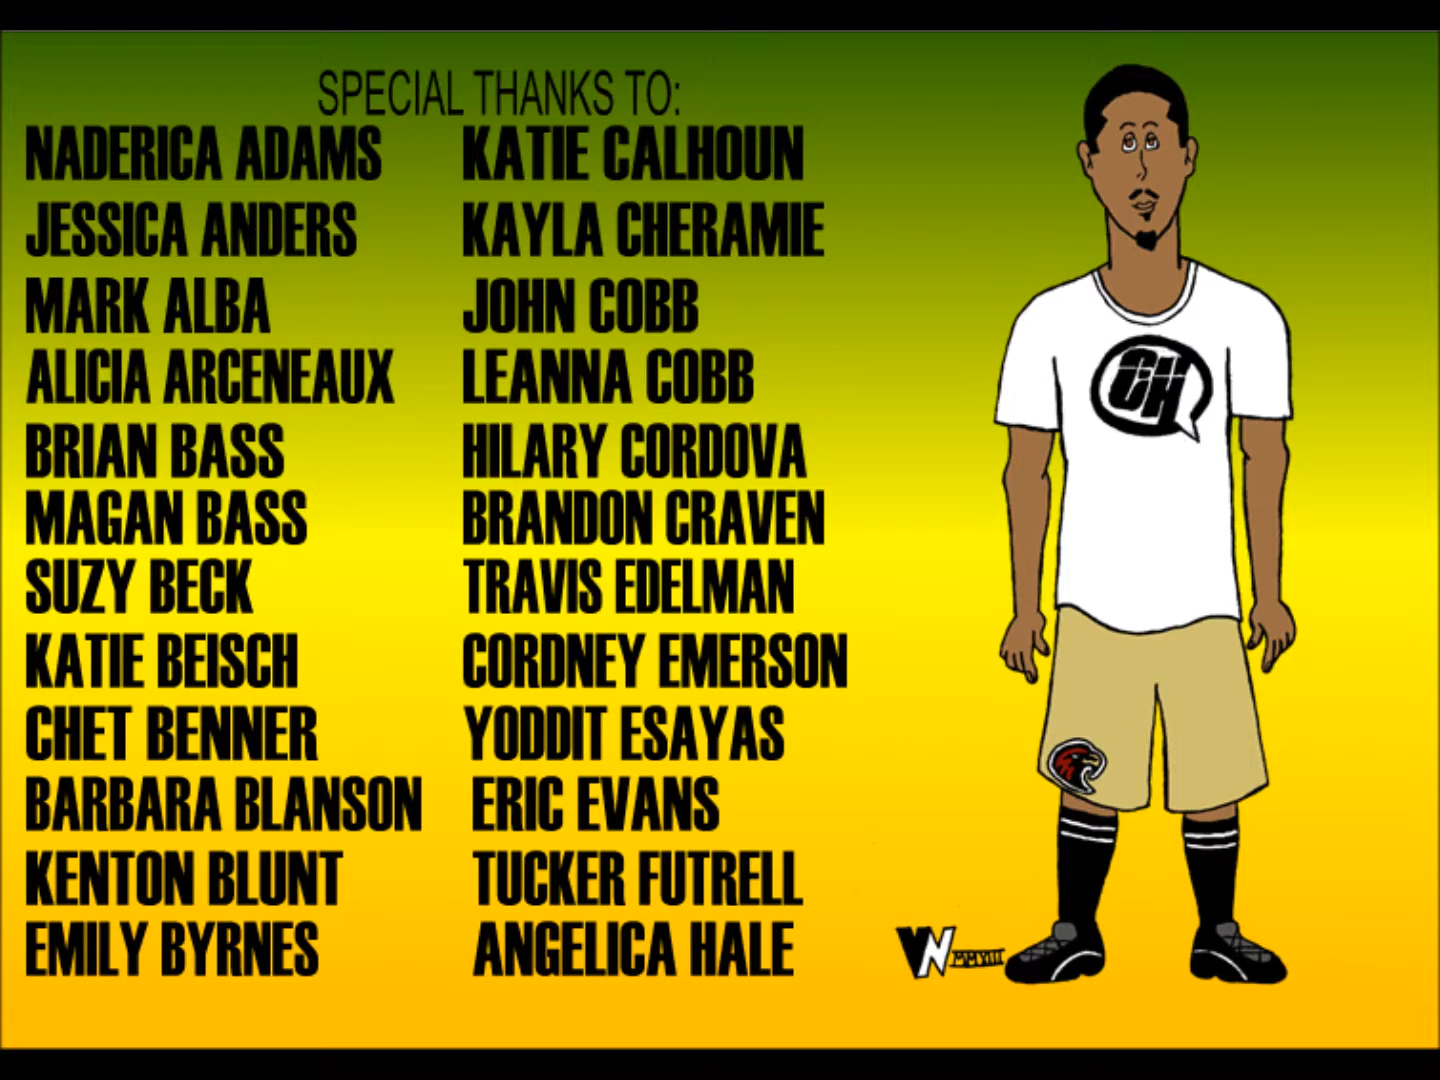 SPECIAL THANKS TO:
NADERICA ADAMS
JESSICA ANDERS
MARK ALBA
ALICIA ARCENEAUX
BRIAN BASS
MAGAN BASS
SUZY BECK
KATIE BEISCH
CHET BENNER
BARBARA BLANSON
KENTON BLUNT
EMILY BYRNES
KATIE CALHOUN
KAYLA CHERAMIE
JOHN COBB
LEANNA COBB
HILARY CORDOVA
BRANDON CRAVEN
TRAVIS EDELMAN
CORDNEY EMERSON
YODDIT ESAYAS
ERIC EVANS
TUCKER FUTRELL
ANGELICA HALE
CH
VN